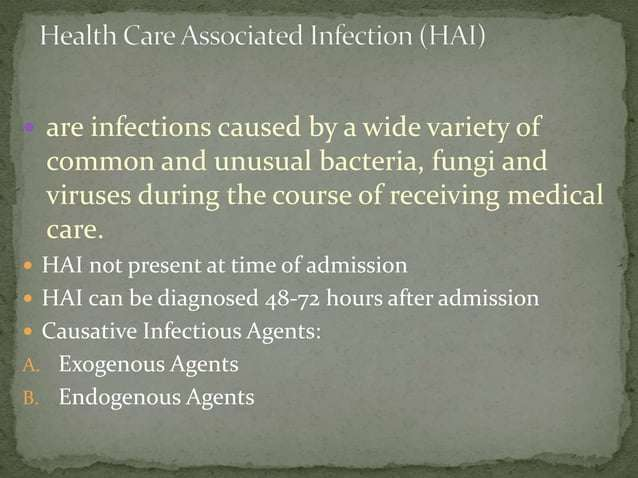 Health Care Associated Infection (HAI)
are infections caused by a wide variety of
common and unusual bacteria, fungi and
viruses during the course of receiving medical
care.
HAI not present at time of admission
HAI can be diagnosed 48-72 hours after admission
Causative Infectious Agents:
A. Exogenous Agents
B. Endogenous Agents